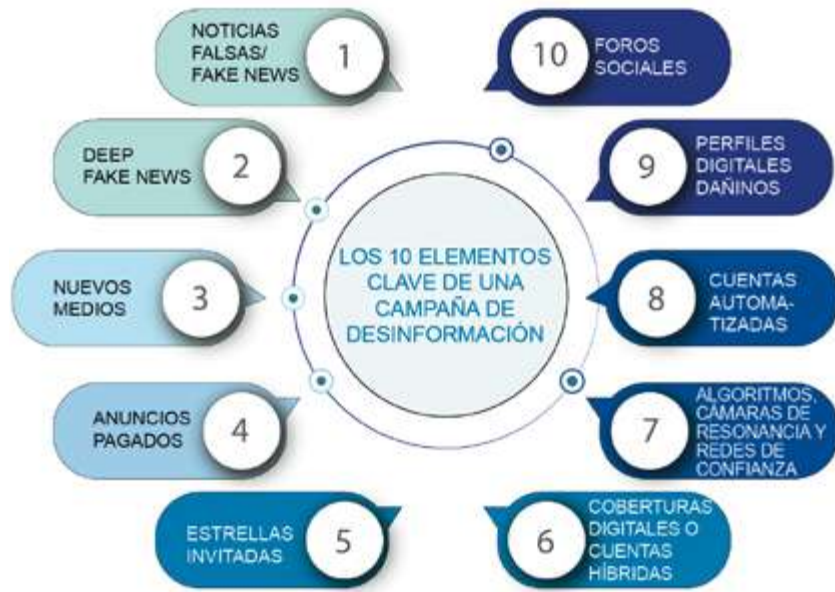 LOS 10 ELEMENTOS
CLAVE DE UNA
CAMPAÑA DE
DESINFORMACIÓN
NOTICIAS
FALSAS/
FAKE NEWS
1
DEEP
FAKE NEWS
2
NUEVOS
MEDIOS
3
ANUNCIOS
PAGADOS
4
ESTRELLAS
INVITADAS
5
6
COBERTURAS
DIGITALES O
CUENTAS
HÍBRIDAS
7
ALGORITMOS,
CÁMARAS DE
RESONANCIA Y
REDES DE
CONFIANZA
8
CUENTAS
AUTOMA-
TIZADAS
9
PERFILES
DIGITALES
DAÑINOS
10
FOROS
SOCIALES